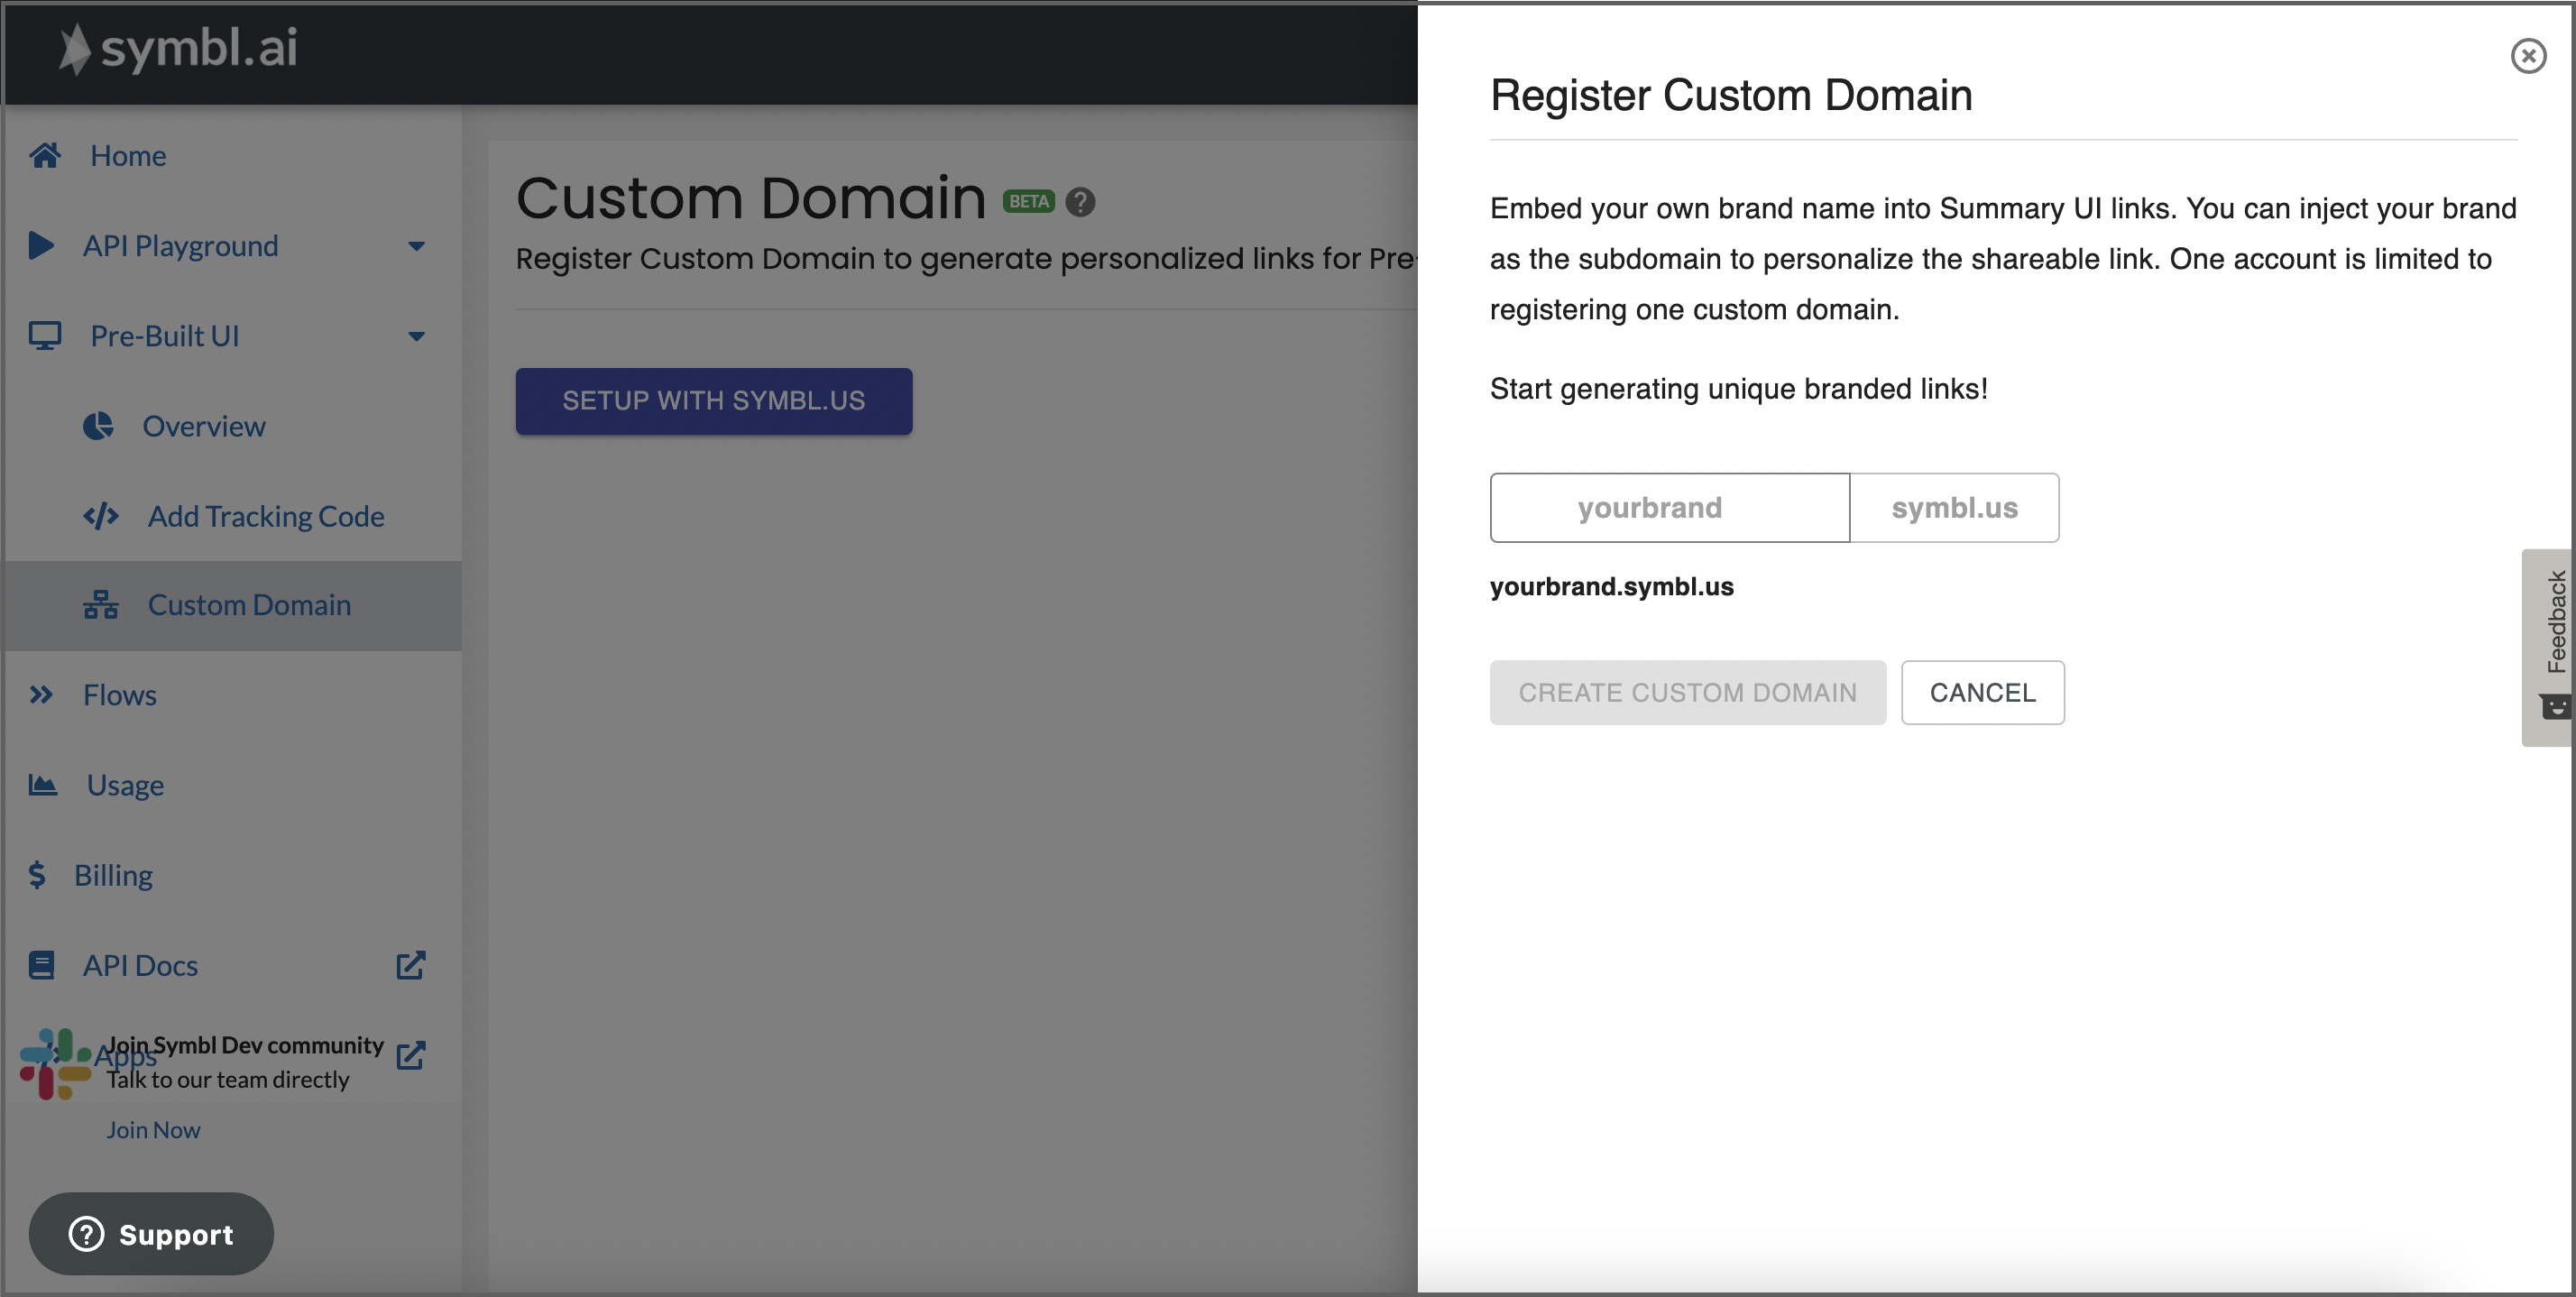 symbl.ai
Home
API Playground
Pre-Built UI
Overview
Add Tracking Code
Custom Domain
Flows
Usage
Billing
API Docs
Apps
Join Symbl Dev community
Talk to our team directly
Join Now
Support
Custom Domain BETA
Register Custom Domain to generate personalized links for Pre-
SETUP WITH SYMBL.US
Register Custom Domain
Embed your own brand name into Summary UI links. You can inject your brand
as the subdomain to personalize the shareable link. One account is limited to
registering one custom domain.
Start generating unique branded links!
yourbrand symbl.us
yourbrand.symbl.us
CREATE CUSTOM DOMAIN CANCEL
Feedback